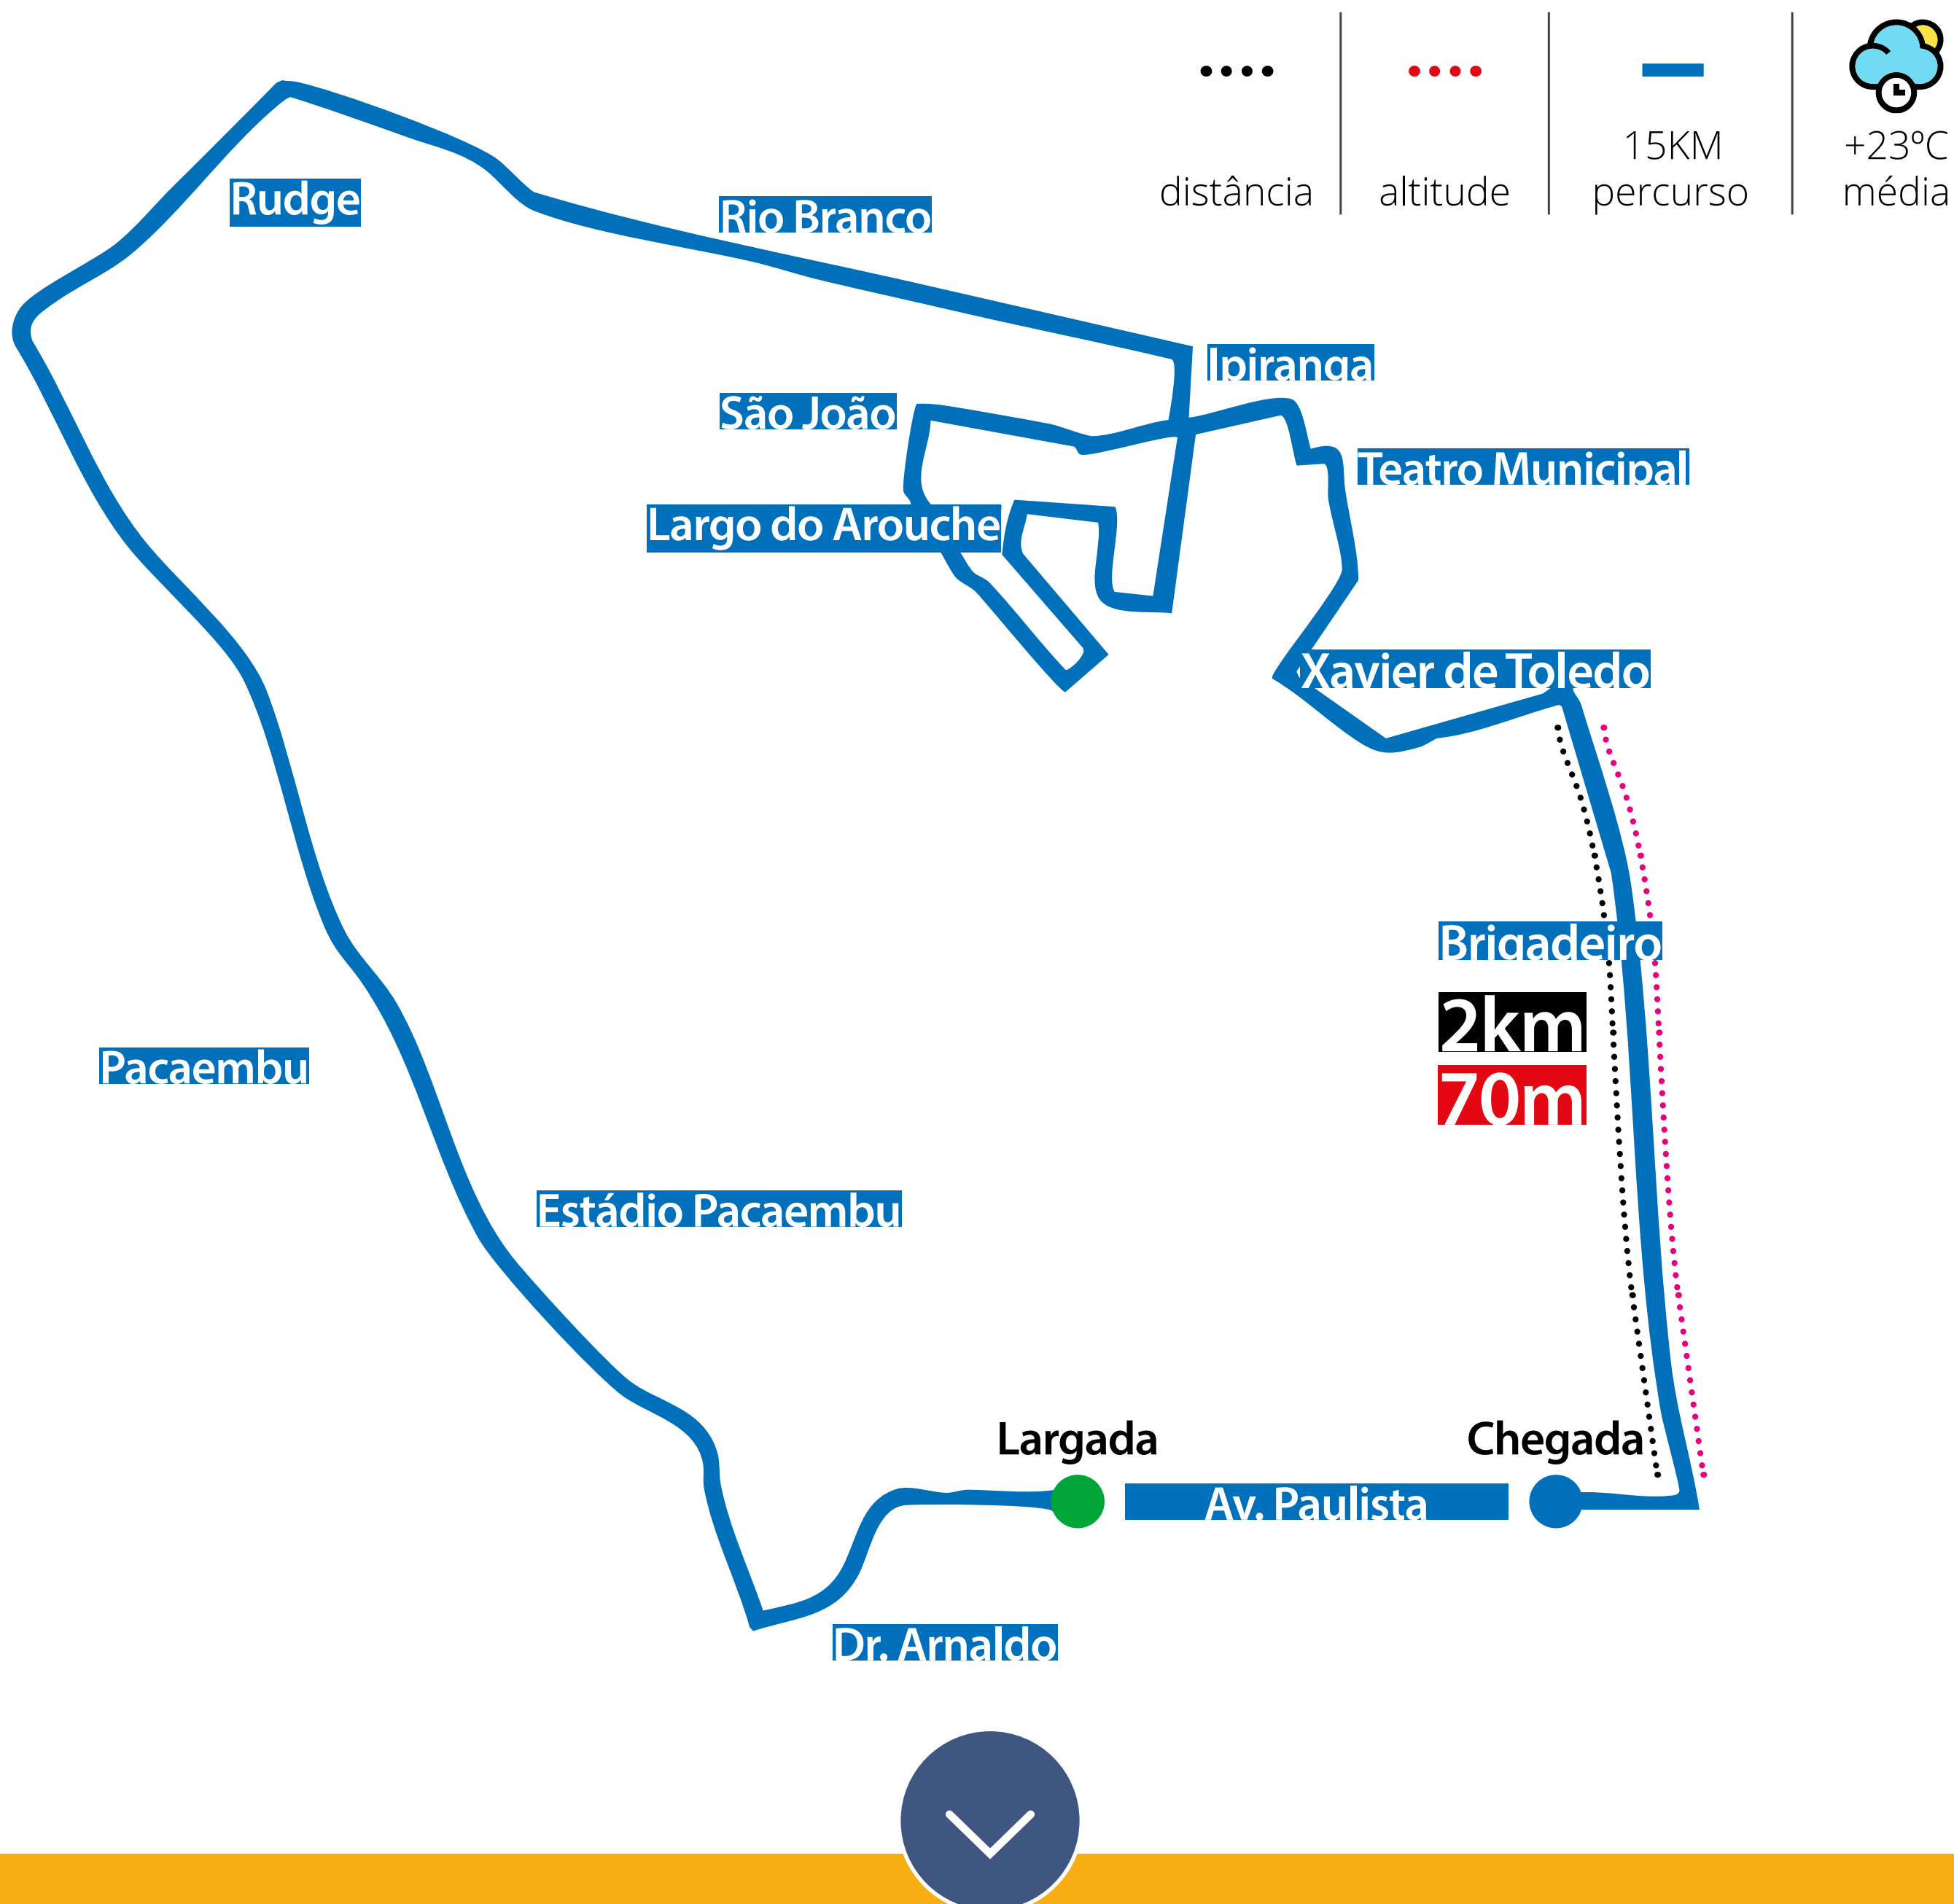 15KM
+23ºC
distância
altitude
percurso
média
Rudge
Rio Branco
Ipiranga
São João
Teatro Municipal
Largo do Arouche
Xavier de Toledo
Brigadeiro
2km
70m
Pacaembu
Estádio Pacaembu
Largada
Chegada
Av. Paulista
Dr. Arnaldo